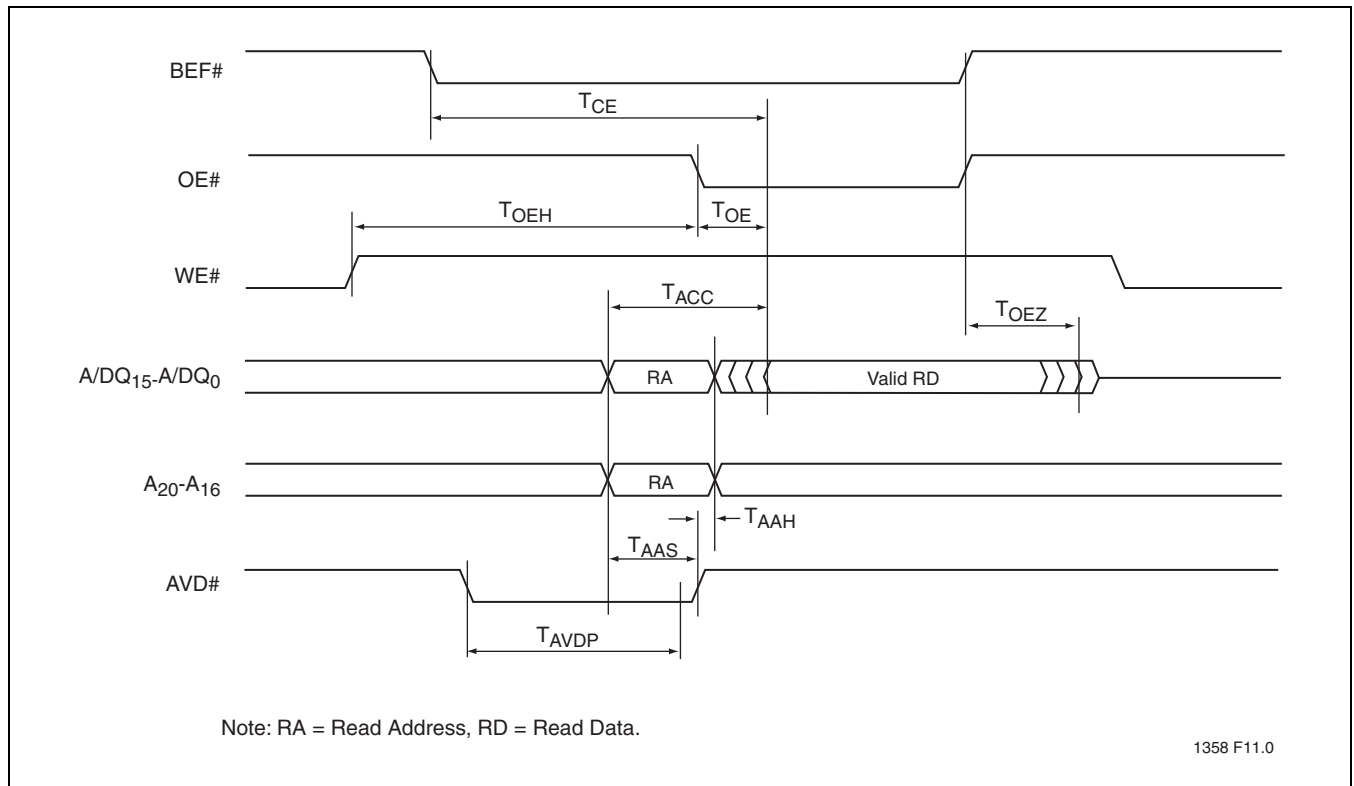 BEF#
TCE
OE#
TOEH
TOE
WE#
TACC
TOEZ
A/DQ15-A/DQ0
RA
Valid RD
A20-A16
RA
TAAH
TAAS
AVD#
TAVDP
Note: RA = Read Address, RD = Read Data.
1358 F11.0